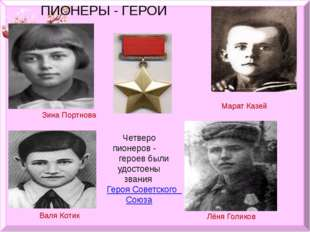 ПИОНЕРЫ - ГЕРОИ
Зина Портнова
Марат Казей
Четверо
пионеров -
героев были
удостоены
звания
Героя Советского
Союза
Валя Котик
Лёня Голиков